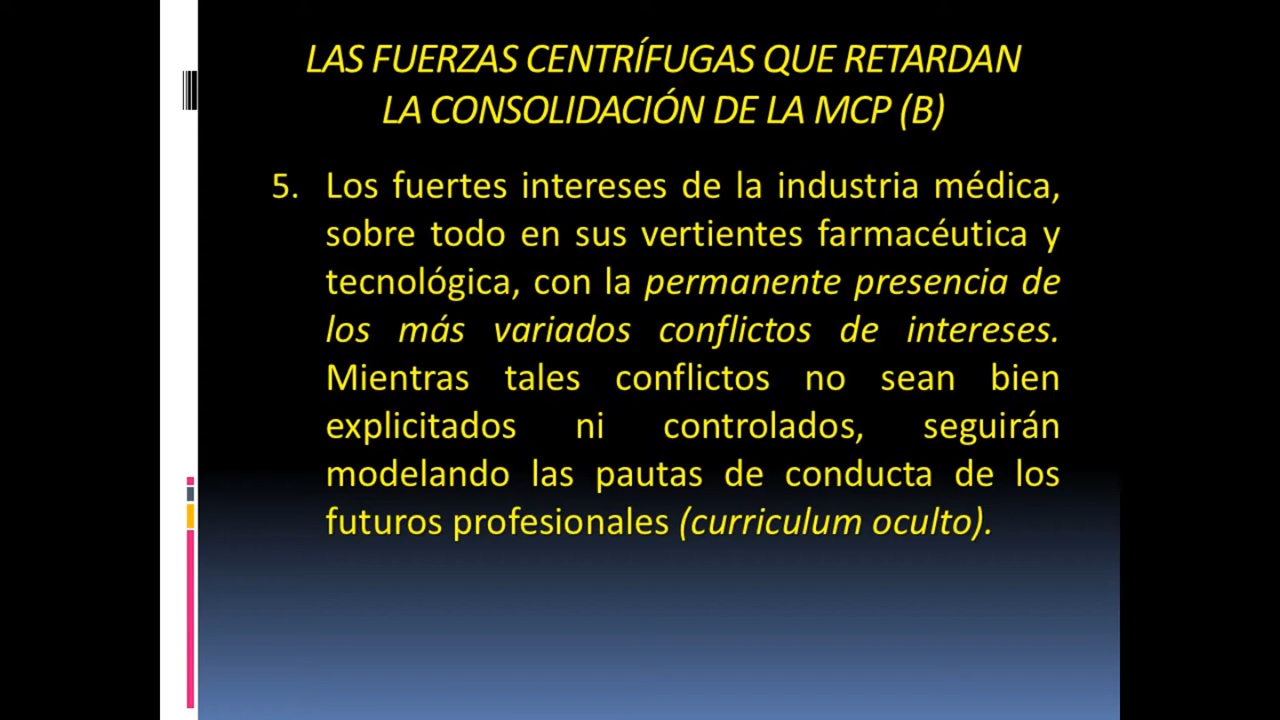 LAS FUERZAS CENTRÍFUGAS QUE RETARDAN
LA CONSOLIDACIÓN DE LA MCP (B)
5. Los fuertes intereses de la industria médica,
sobre todo en sus vertientes farmacéutica y
tecnológica, con la permanente presencia de
los más variados conflictos de intereses.
Mientras tales conflictos no sean bien
explicitados ni controlados, seguirán
modelando las pautas de conducta de los
futuros profesionales (curriculum oculto).